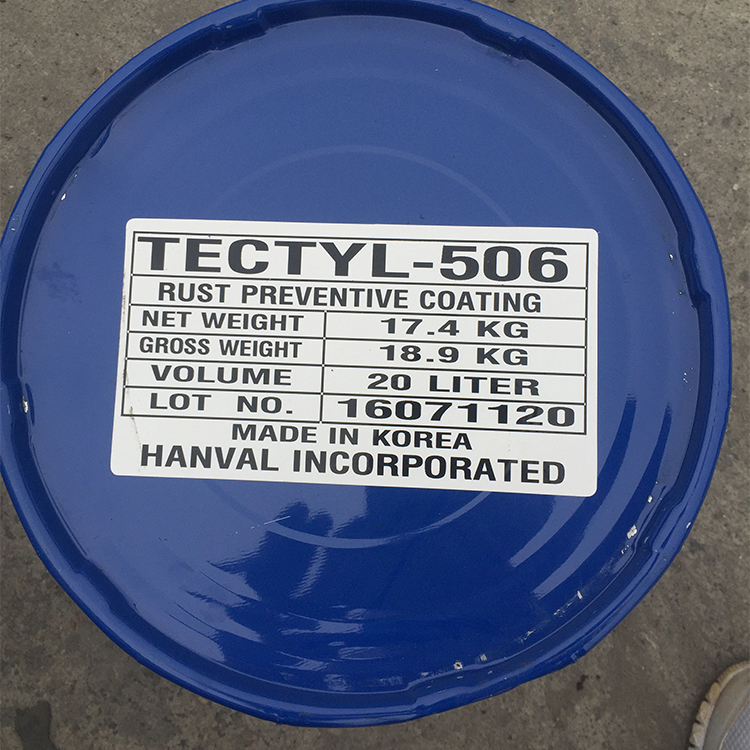 TECTYL-506
RUST PREVENTIVE COATING
NET WEIGHT 17.4 KG
GROSS WEIGHT 18.9 KG
VOLUME 20 LITER
LOT NO. 16071120
MADE IN KOREA
HANVAL INCORPORATED